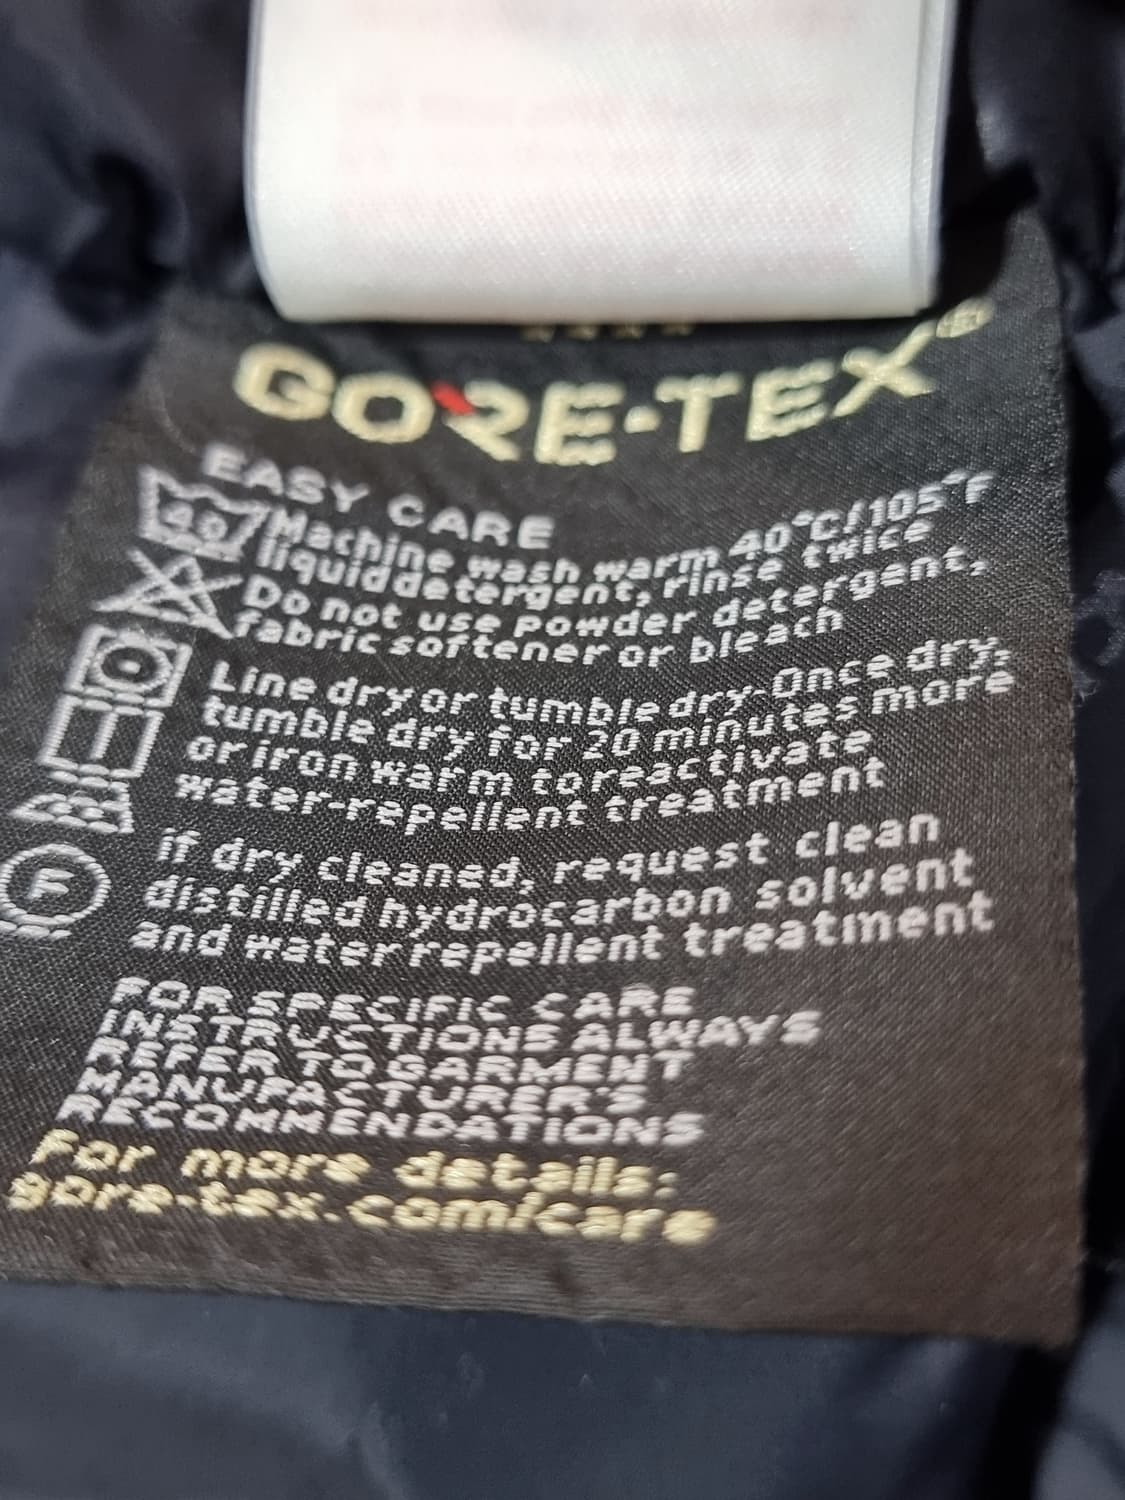 GORE-TEX®
EASY CARE
40
Machine wash warm 40°C/105°F
liquid detergent, rinse twice
Do not use powder detergent,
fabric softener or bleach
Line dry or tumble dry. Once dry,
tumble dry for 20 minutes more
or iron warm to reactivate
water-repellent treatment
F
if dry cleaned, request clean
distilled hydrocarbon solvent
and water repellent treatment
FOR SPECIFIC CARE
INSTRUCTIONS ALWAYS
REFER TO GARMENT
MANUFACTURER'S
RECOMMENDATIONS
For more details:
gore-tex.com/care